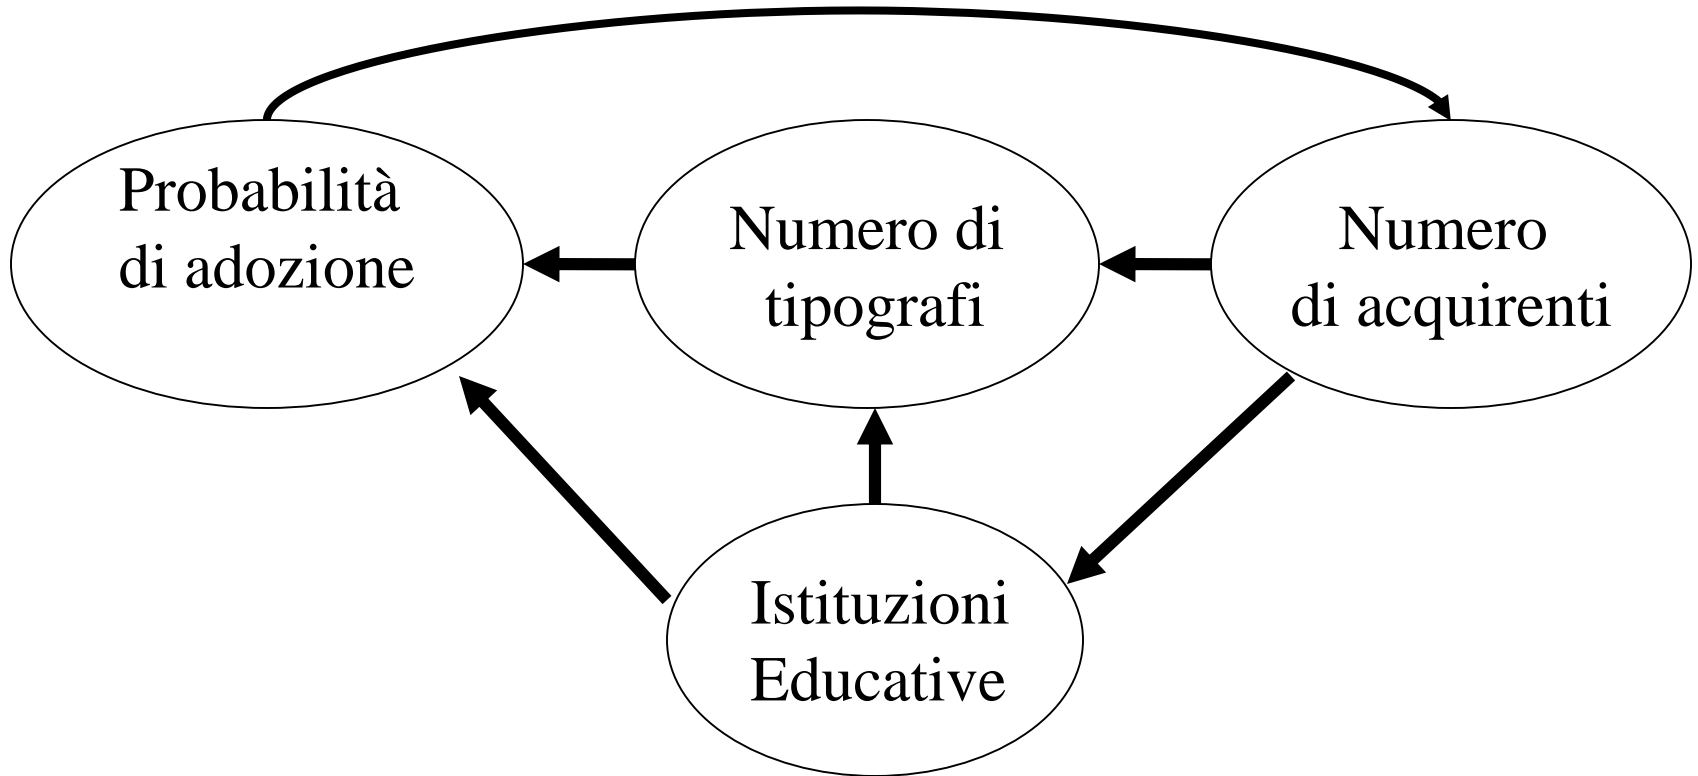 Probabilità
di adozione
Numero di
tipografi
Numero
di acquirenti
Istituzioni
Educative